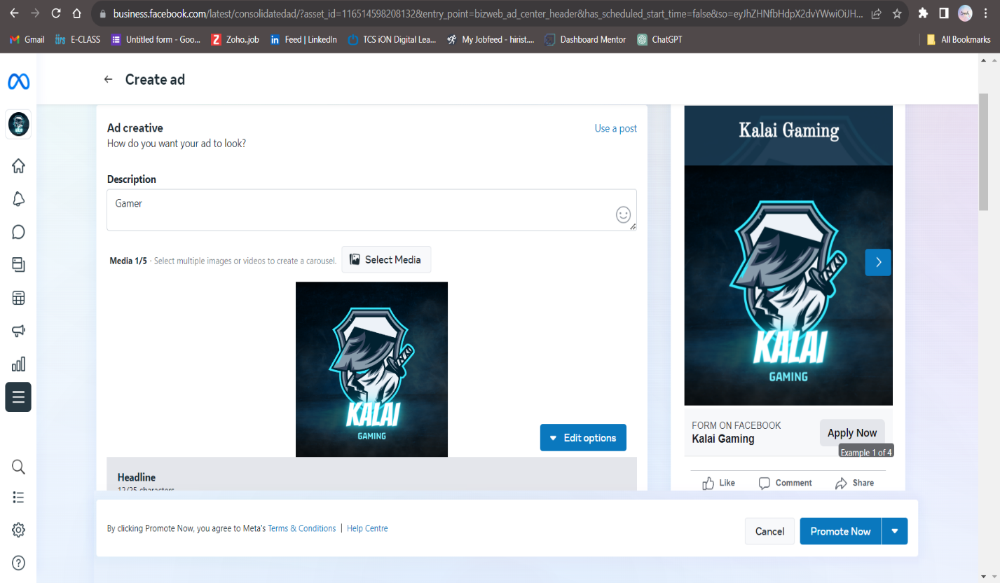 business.facebook.com/latest/consolidatedad/?asset_id=116514598208132&entry_point=bizweb_ad_center_header&has_scheduled_start_time=false&so=eyJhZHNfbHdpX2dvYWwiOiJH...
Gmail E-CLASS Untitled form - Goo... Zoho..job Feed | LinkedIn TCS iON Digital Lea... My Jobfeed - hirist.... Dashboard Mentor ChatGPT All Bookmarks
Create ad
Ad creative
Use a post
How do you want your ad to look?
Description
Gamer
Media 1/5 · Select multiple images or videos to create a carousel. Select Media
KALAI
GAMING
Edit options
Headline
12/25 characters
Kalai Gaming
KALAI
GAMING
FORM ON FACEBOOK
Kalai Gaming
Apply Now
Example 1 of 4
Like Comment Share
By clicking Promote Now, you agree to Meta's Terms & Conditions | Help Centre
Cancel Promote Now